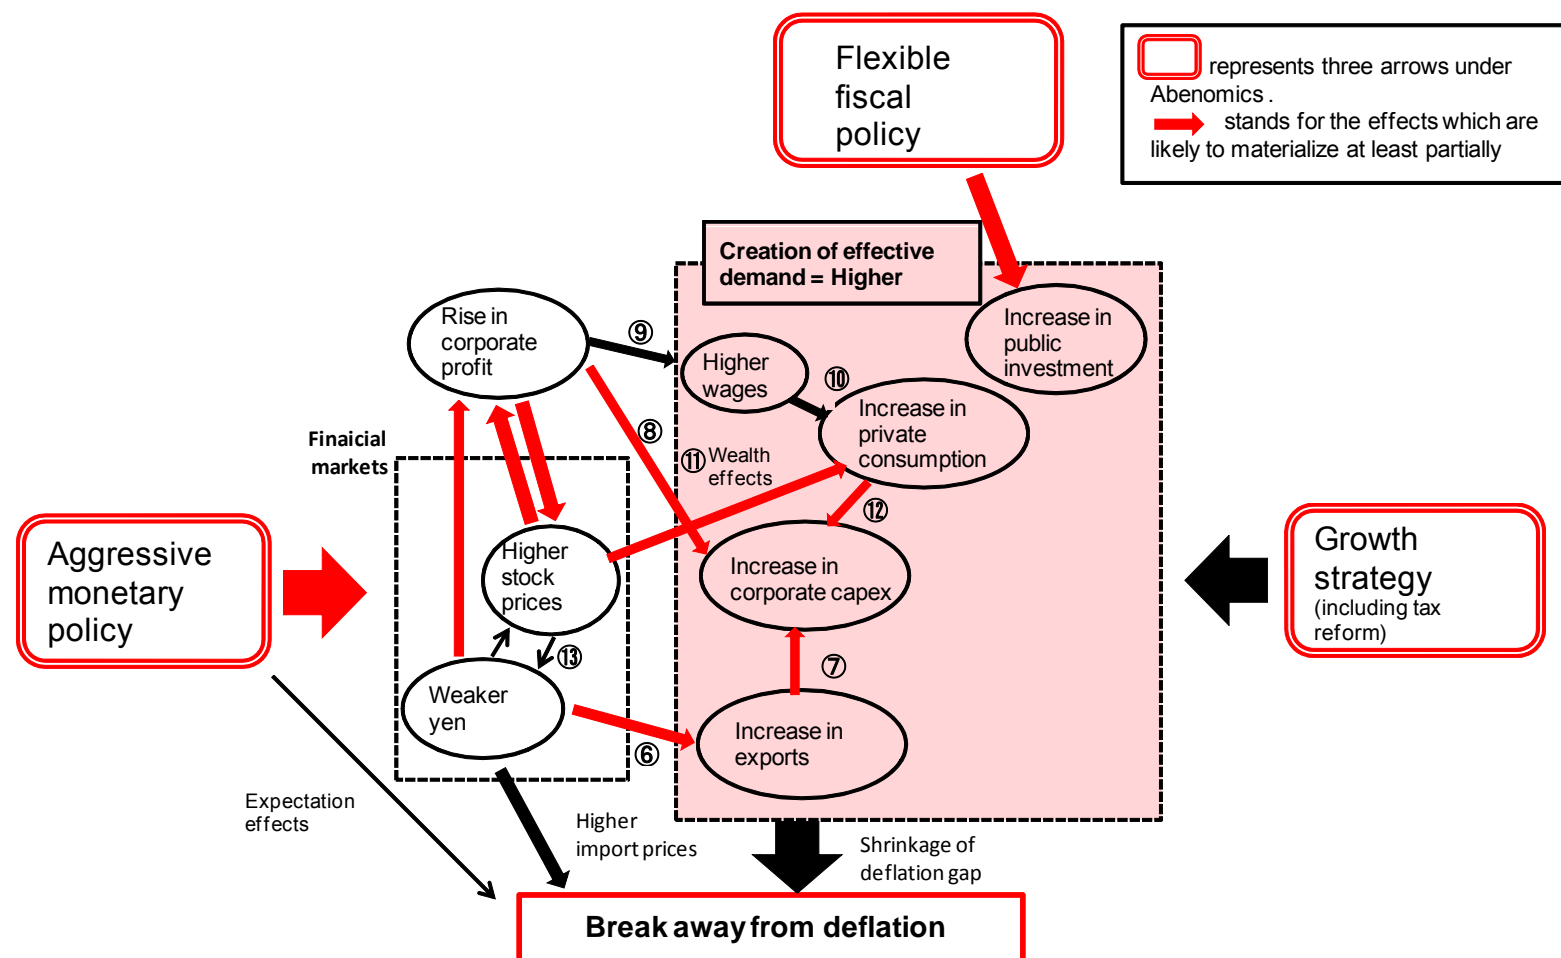 Flexible
fiscal
policy
represents three arrows under
Abenomics .
stands for the effects which are
likely to materialize at least partially
Creation of effective
demand = Higher
Rise in
corporate
profit
⑨
Higher
wages
⑩
Increase in
public
investment
Increase in
private
consumption
⑧
Finaicial
markets
⑪ Wealth
effects
⑫
Aggressive
monetary
policy
Higher
stock
prices
Increase in
corporate capex
Growth
strategy
(including tax
reform)
⑬
⑦
Weaker
yen
Increase in
exports
⑥
Expectation
effects
Higher
import prices
Shrinkage of
deflation gap
Break away from deflation